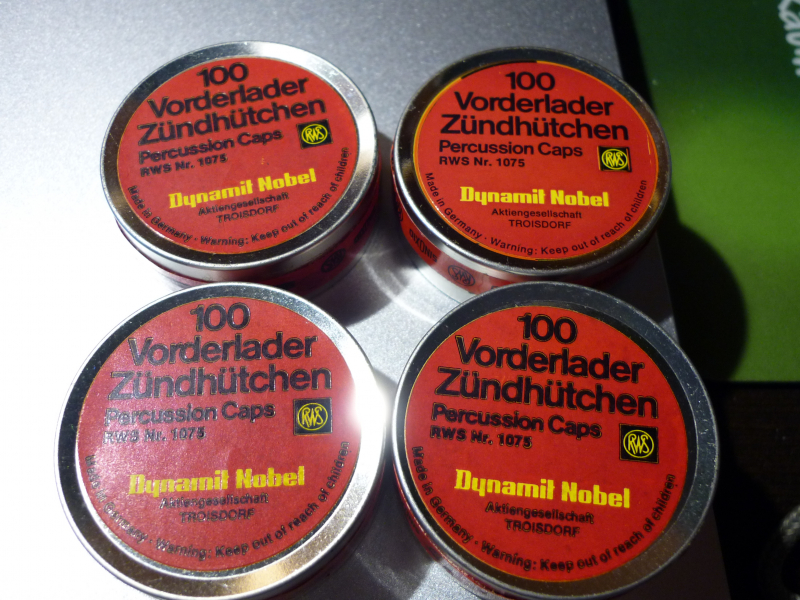 100
Vorderlader
Zündhütchen
Percussion Caps
RWS Nr. 1075
RWS
Dynamit Nobel
Aktiengesellschaft
TROISDORF
Made in Germany · Warning: Keep out of reach of children
100
Vorderlader
Zündhütchen
Percussion Caps
RWS Nr. 1075
RWS
Dynamit Nobel
Aktiengesellschaft
TROISDORF
Made in Germany · Warning: Keep out of reach of children
100
Vorderlader
Zündhütchen
Percussion Caps
RWS Nr. 1075
RWS
Dynamit Nobel
Aktiengesellschaft
TROISDORF
Made in Germany · Warning: Keep out of reach of children
100
Vorderlader
Zündhütchen
Percussion Caps
RWS Nr. 1075
RWS
Dynamit Nobel
Aktiengesellschaft
TROISDORF
Made in Germany · Warning: Keep out of reach of children